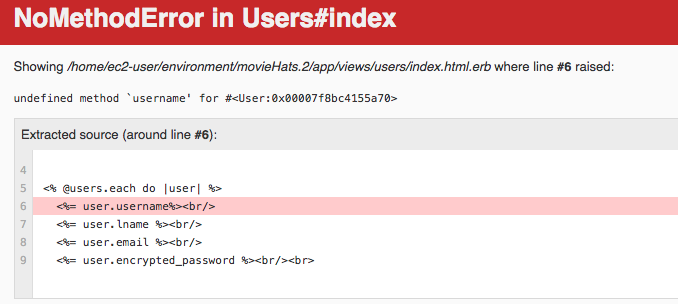 NoMethodError in Users#index
Showing /home/ec2-user/environment/movieHats.2/app/views/users/index.html.erb where line #6 raised:
undefined method `username' for #<User:0x00007f8bc4155a70>
Extracted source (around line #6):
4
5 <% @users.each do |user| %>
6 <%= user.username%><br/>
7 <%= user.lname %><br/>
8 <%= user.email %><br/>
9 <%= user.encrypted_password %><br/><br>